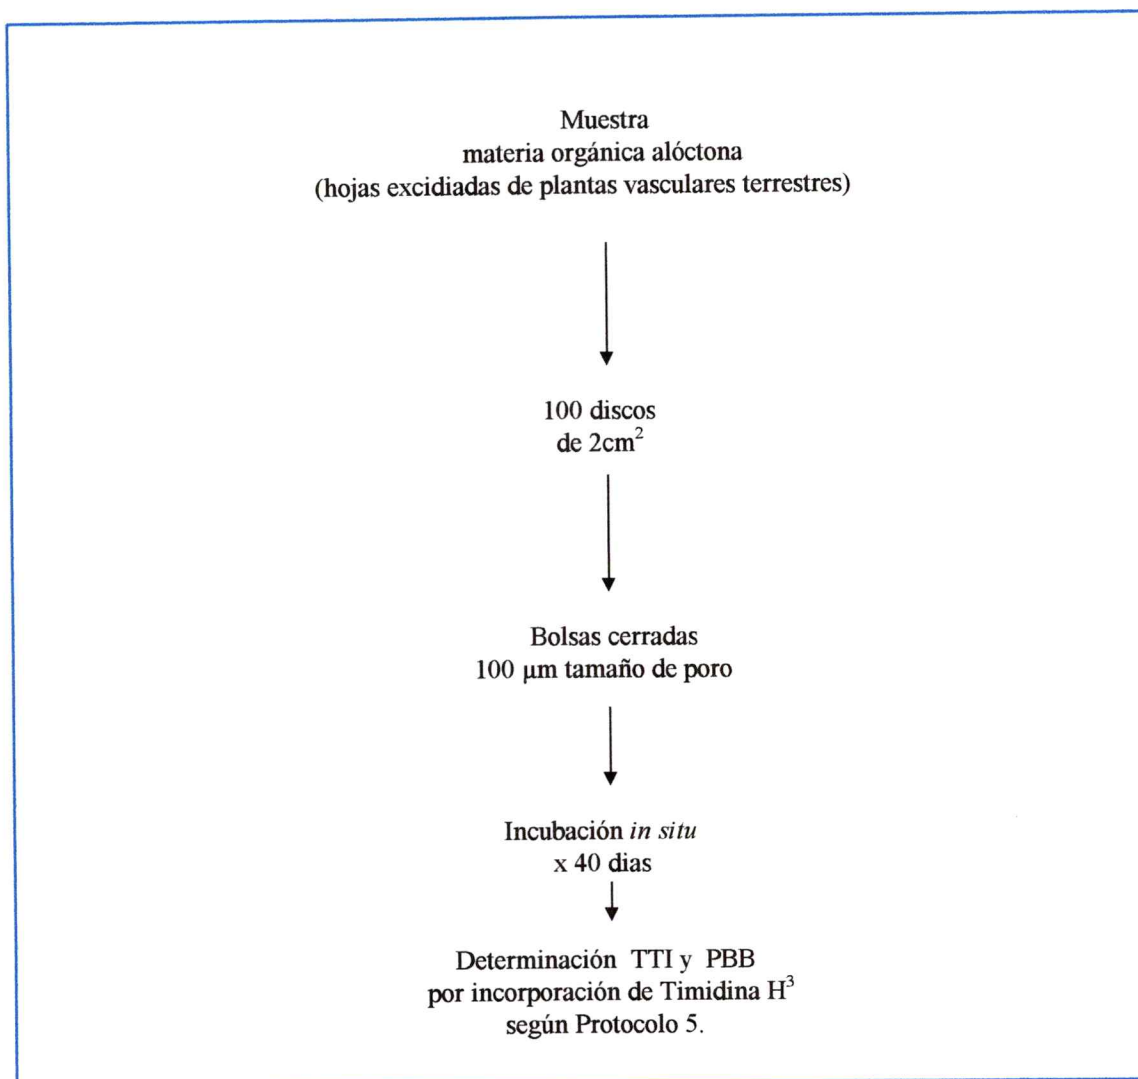 Muestra
materia orgánica alóctona
(hojas excidiadas de plantas vasculares terrestres)
100 discos
de 2cm²
Bolsas cerradas
100 µm tamaño de poro
Incubación in situ
x 40 dias
Determinación TTI y PBB
por incorporación de Timidina H³
según Protocolo 5.